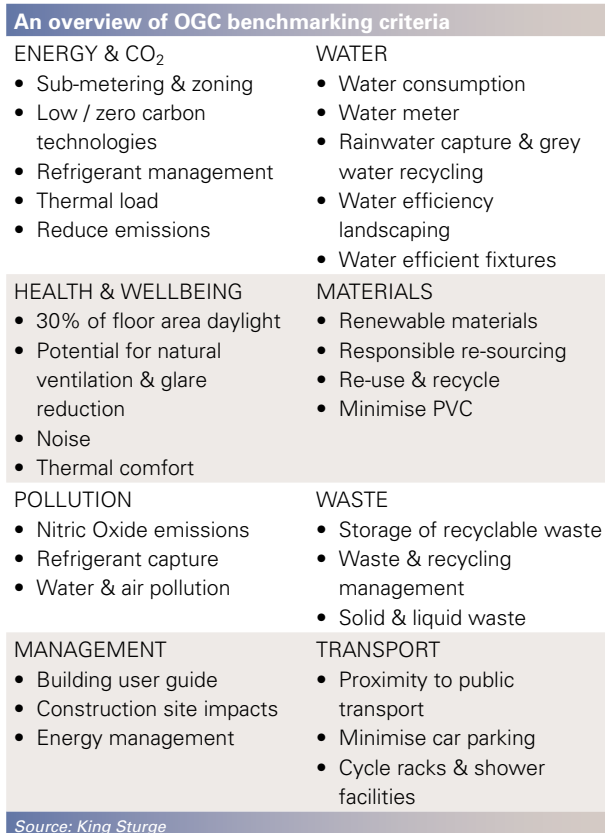 An overview of OGC benchmarking criteria
ENERGY & CO₂
• Sub-metering & zoning
• Low / zero carbon
technologies
• Refrigerant management
• Thermal load
• Reduce emissions
WATER
• Water consumption
• Water meter
• Rainwater capture & grey
water recycling
• Water efficiency
landscaping
• Water efficient fixtures
HEALTH & WELLBEING
• 30% of floor area daylight
• Potential for natural
ventilation & glare
reduction
• Noise
• Thermal comfort
MATERIALS
• Renewable materials
• Responsible re-sourcing
• Re-use & recycle
• Minimise PVC
POLLUTION
• Nitric Oxide emissions
• Refrigerant capture
• Water & air pollution
WASTE
• Storage of recyclable waste
• Waste & recycling
management
• Solid & liquid waste
MANAGEMENT
• Building user guide
• Construction site impacts
• Energy management
TRANSPORT
• Proximity to public
transport
• Minimise car parking
• Cycle racks & shower
facilities
Source: King Sturge